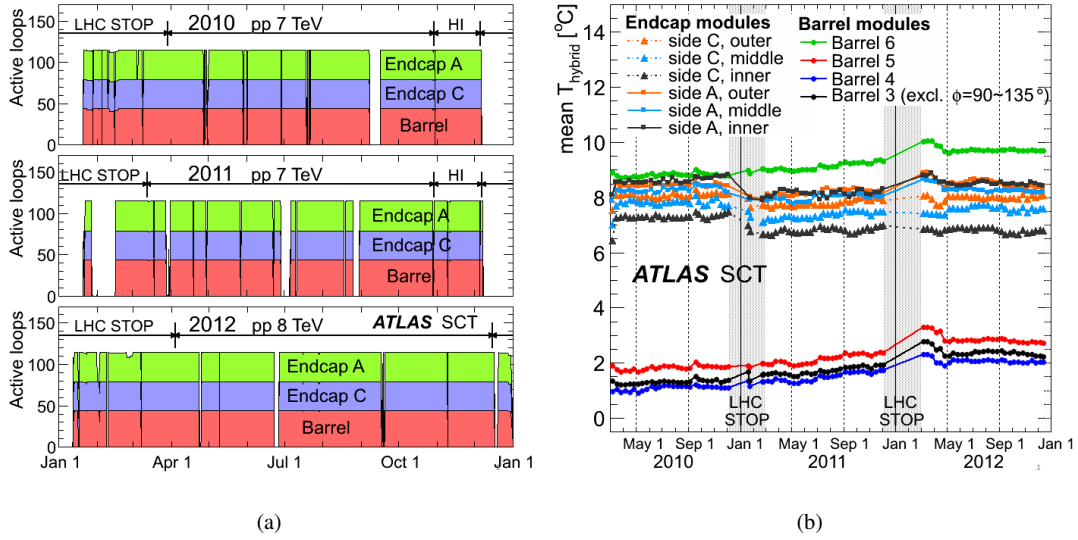 LHC STOP 2010 pp 7 TeV HI
Active loops
150
100
50
0
Endcap A
Endcap C
Barrel
LHC STOP 2011 pp 7 TeV HI
Active loops
150
100
50
0
Endcap A
Endcap C
Barrel
LHC STOP 2012 pp 8 TeV ATLAS SCT
Active loops
150
100
50
0
Endcap A
Endcap C
Barrel
Jan 1 Apr 1 Jul 1 Oct 1 Jan 1
(a)
mean T hybrid [°C]
14
12
10
8
6
4
2
0
Endcap modules
side C, outer
side C, middle
side C, inner
side A, outer
side A, middle
side A, inner
Barrel modules
Barrel 6
Barrel 5
Barrel 4
Barrel 3 (excl. ϕ=90~135°)
ATLAS SCT
LHC STOP
LHC STOP
May 1 Sep 1 Jan 1 May 1 Sep 1 Jan 1 May 1 Sep 1 Jan 1
2010 2011 2012
1
(b)